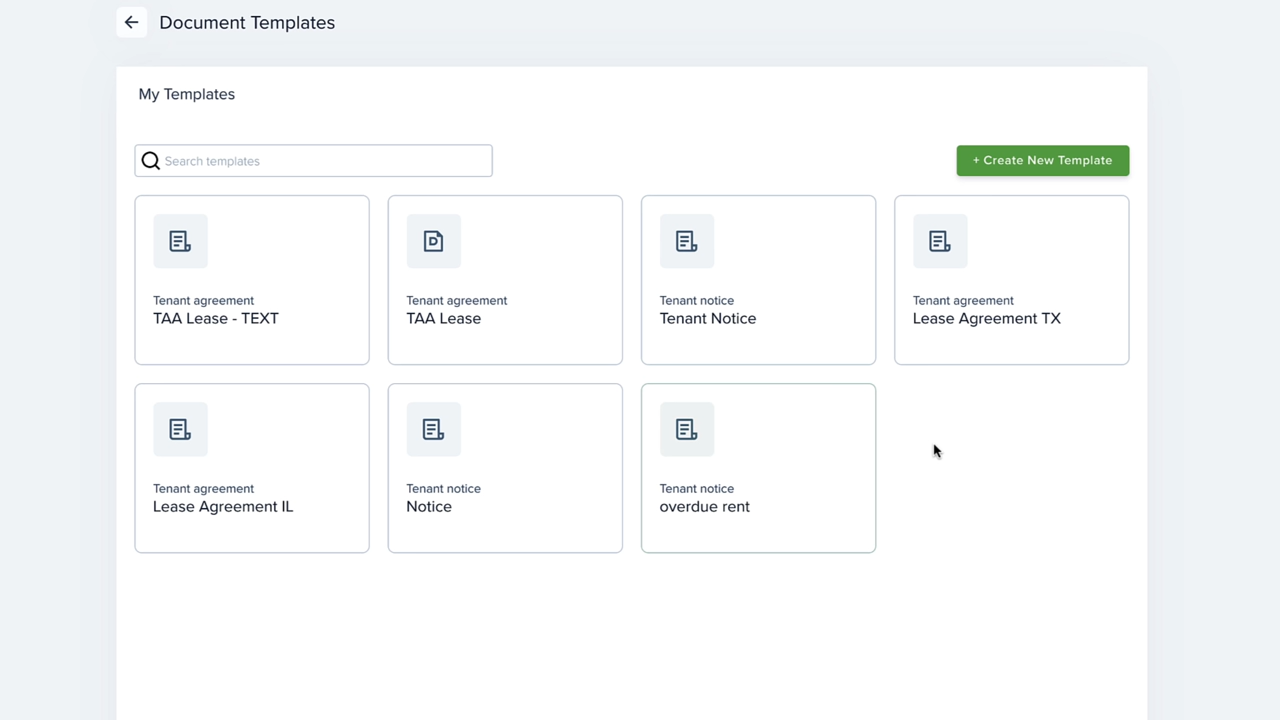 Document Templates
My Templates
Search templates
+ Create New Template
Tenant agreement
TAA Lease - TEXT
Tenant agreement
TAA Lease
Tenant notice
Tenant Notice
Tenant agreement
Lease Agreement TX
Tenant agreement
Lease Agreement IL
Tenant notice
Notice
Tenant notice
overdue rent